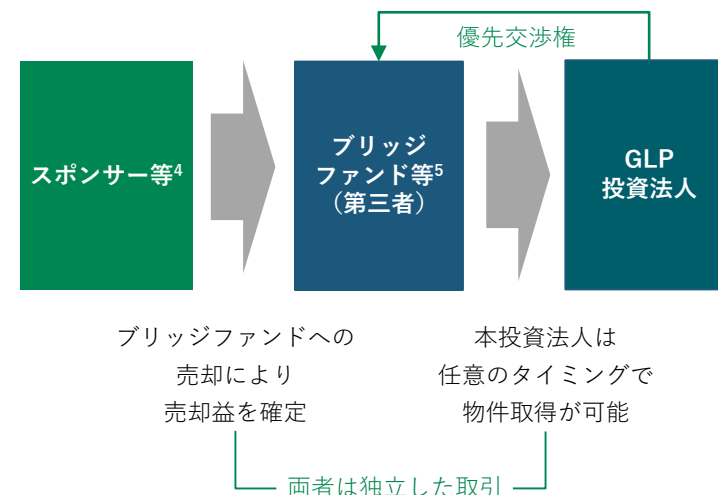 優先交渉権
スポンサー等4
ブリッジ
ファンド等5
（第三者）
GLP
投資法人
ブリッジファンドへの
売却により
売却益を確定
本投資法人は
任意のタイミングで
物件取得が可能
両者は独立した取引